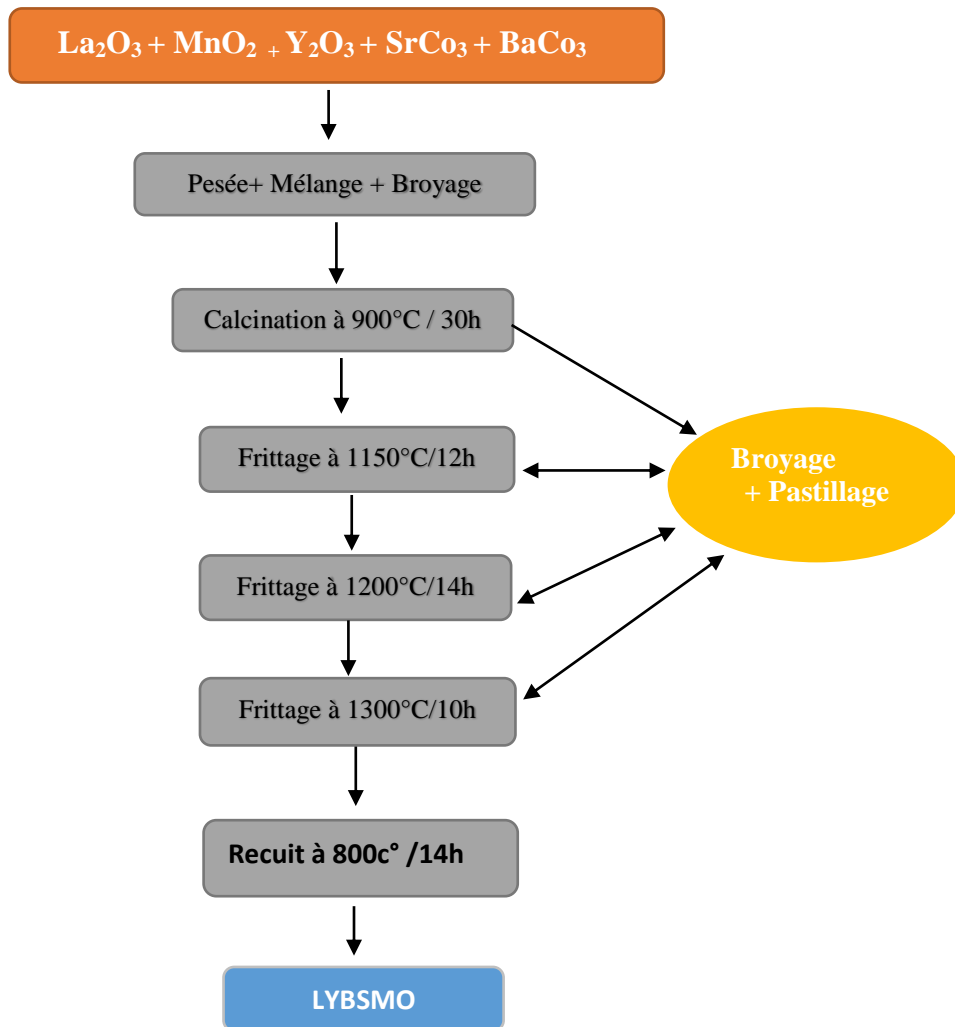 La₂O₃ + MnO₂ + Y₂O₃ + SrCo₃ + BaCo₃
Pesée+ Mélange + Broyage
Calcination à 900°C / 30h
Frittage à 1150°C/12h
Broyage
+ Pastillage
Frittage à 1200°C/14h
Frittage à 1300°C/10h
Recuit à 800c° /14h
LYBSMO